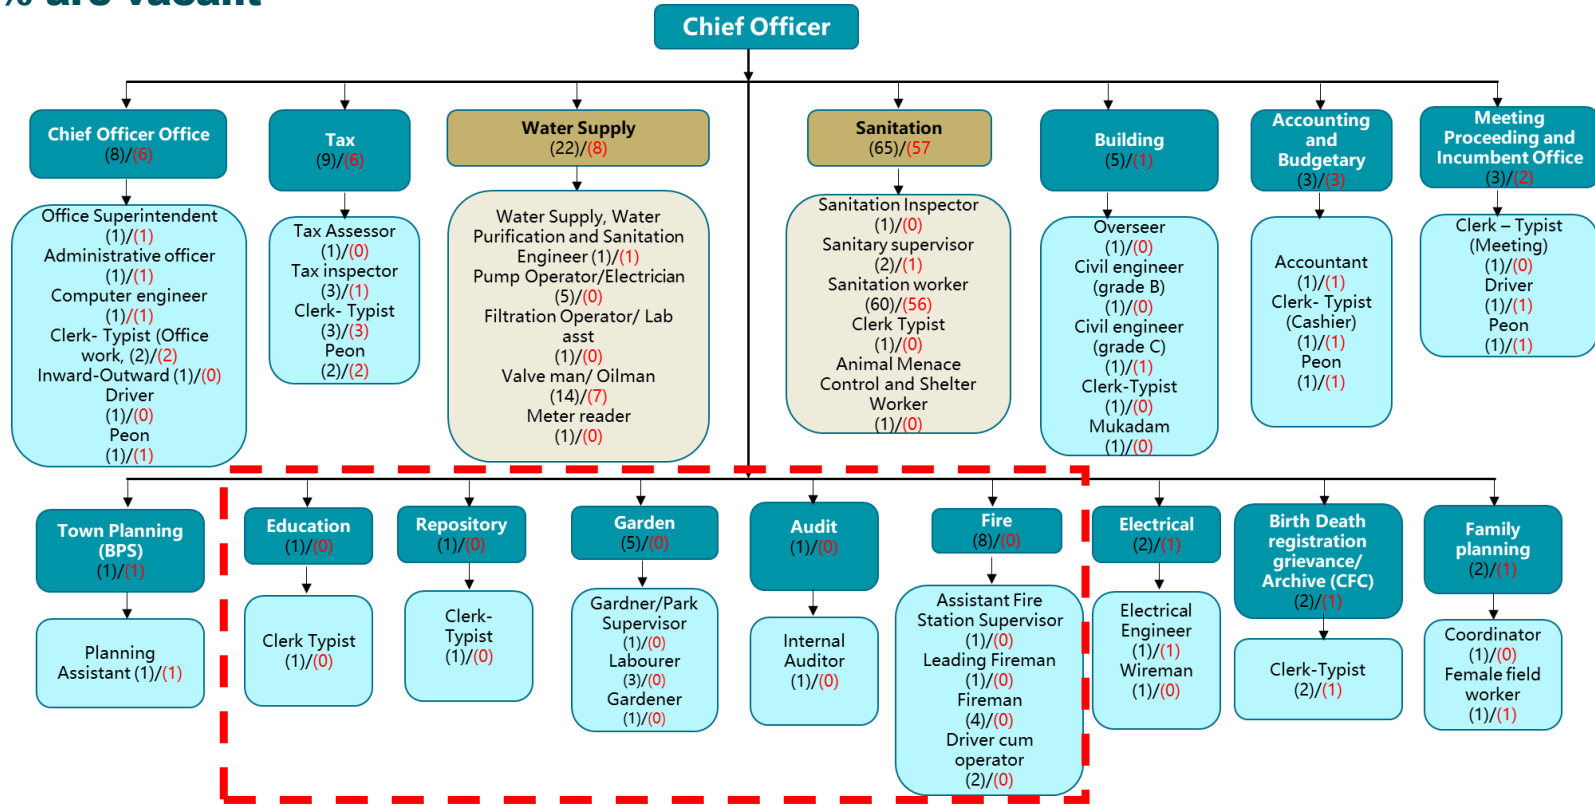 % are vacant
Chief Officer
Chief Officer Office
(8)/(6)
Tax
(9)/(6)
Water Supply
(22)/(8)
Sanitation
(65)/(57
Building
(5)/(1)
Accounting
and
Budgetary
(3)/(3)
Meeting
Proceeding and
Incumbent Office
(3)/(2)
Office Superintendent
(1)/(1)
Administrative officer
(1)/(1)
Computer engineer
(1)/(1)
Clerk- Typist (Office
work, (2)/(2)
Inward-Outward (1)/(0)
Driver
(1)/(0)
Peon
(1)/(1)
Tax Assessor
(1)/(0)
Tax inspector
(3)/(1)
Clerk- Typist
(3)/(3)
Peon
(2)/(2)
Water Supply, Water
Purification and Sanitation
Engineer (1)/(1)
Pump Operator/Electrician
(5)/(0)
Filtration Operator/ Lab
asst
(1)/(0)
Valve man/ Oilman
(14)/(7)
Meter reader
(1)/(0)
Sanitation Inspector
(1)/(0)
Sanitary supervisor
(2)/(1)
Sanitation worker
(60)/(56)
Clerk Typist
(1)/(0)
Animal Menace
Control and Shelter
Worker
(1)/(0)
Overseer
(1)/(0)
Civil engineer
(grade B)
(1)/(0)
Civil engineer
(grade C)
(1)/(1)
Clerk-Typist
(1)/(0)
Mukadam
(1)/(0)
Accountant
(1)/(1)
Clerk- Typist
(Cashier)
(1)/(1)
Peon
(1)/(1)
Clerk – Typist
(Meeting)
(1)/(0)
Driver
(1)/(1)
Peon
(1)/(1)
Town Planning
(BPS)
(1)/(1)
Education
(1)/(0)
Repository
(1)/(0)
Garden
(5)/(0)
Audit
(1)/(0)
Fire
(8)/(0)
Electrical
(2)/(1)
Birth Death
registration
grievance/
Archive (CFC)
(2)/(1)
Family
planning
(2)/(1)
Planning
Assistant (1)/(1)
Clerk Typist
(1)/(0)
Clerk-
Typist
(1)/(0)
Gardner/Park
Supervisor
(1)/(0)
Labourer
(3)/(0)
Gardener
(1)/(0)
Internal
Auditor
(1)/(0)
Assistant Fire
Station Supervisor
(1)/(0)
Leading Fireman
(1)/(0)
Fireman
(4)/(0)
Driver cum
operator
(2)/(0)
Electrical
Engineer
(1)/(1)
Wireman
(1)/(0)
Clerk-Typist
(2)/(1)
Coordinator
(1)/(0)
Female field
worker
(1)/(1)